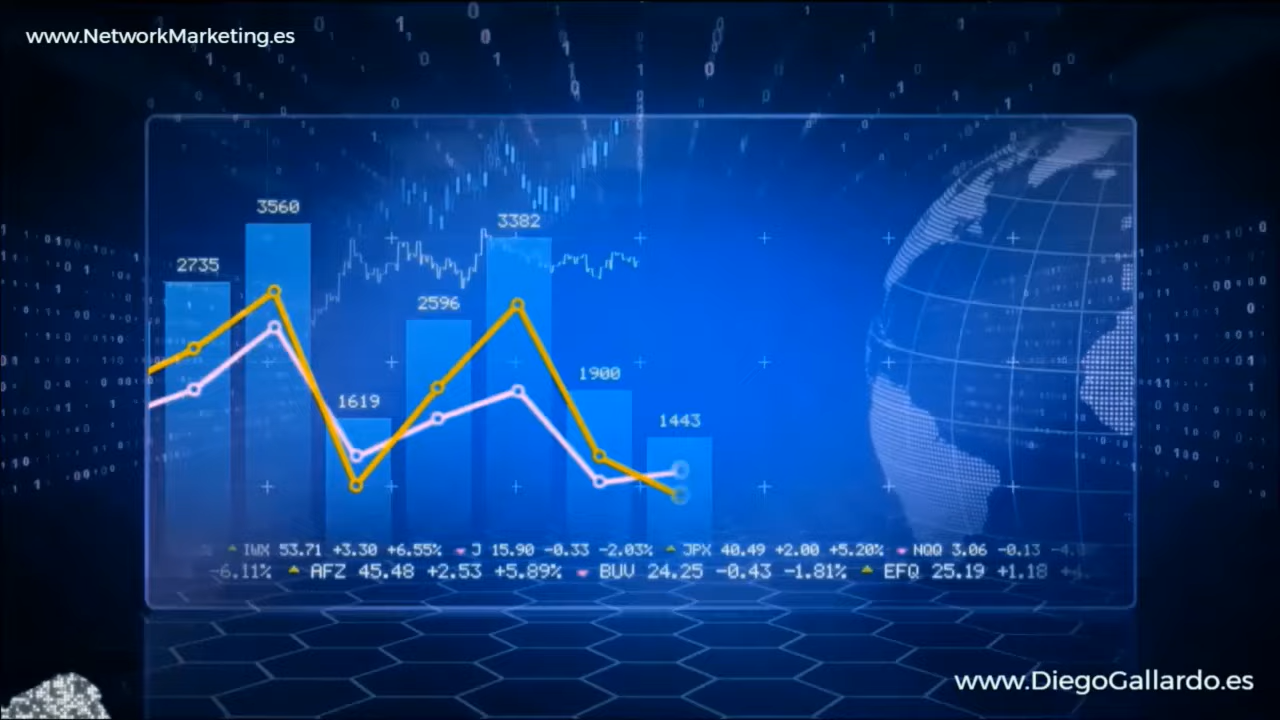 www.NetworkMarketing.es
3560
3382
2735
2596
1900
1619
1443
IWX 53.71 +3.30 +6.55% J 15.90 -0.33 -2.03% JPX 40.49 +2.00 +5.20% NQQ 3.06 -0.13
-6.11% AFZ 45.48 +2.53 +5.89% BUV 24.25 -0.43 -1.81% EFQ 25.19 +1.18
www.DiegoGallardo.es